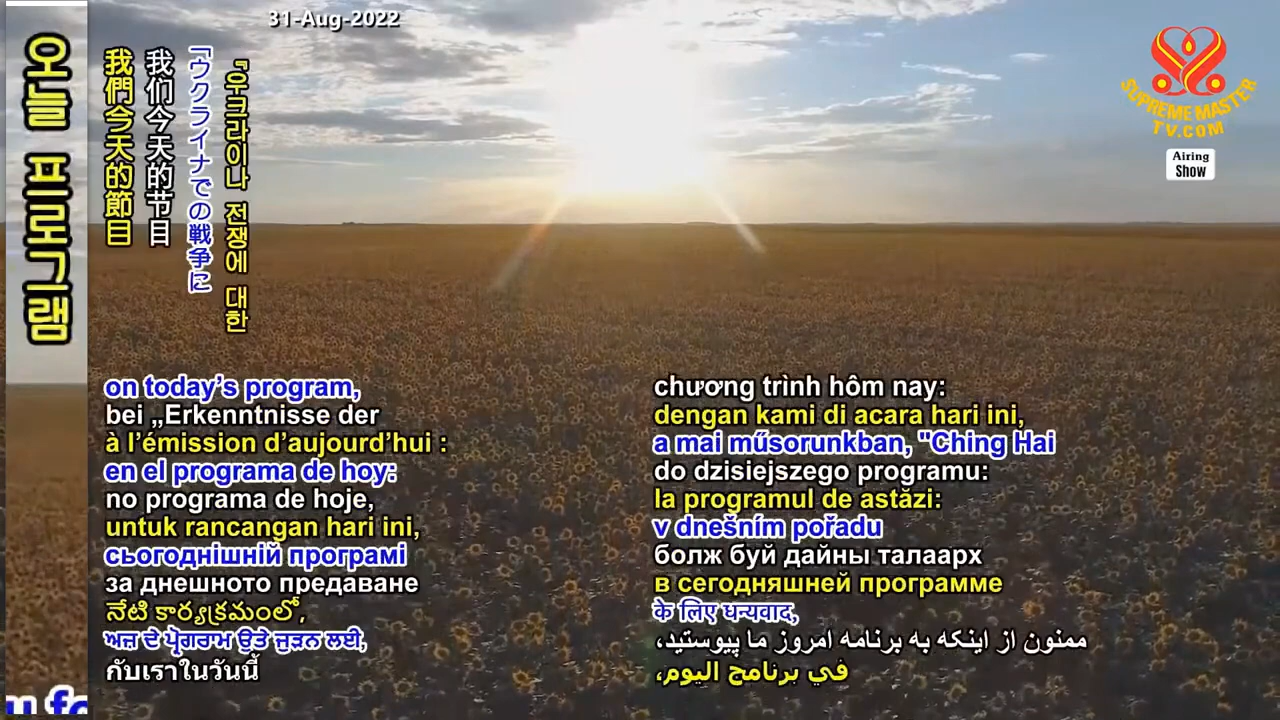 31-Aug-2022
오늘 프로그램
我們今天的節目
我们今天的节目
「ウクライナでの戦争に
『우크라이나 전쟁에 대한
SUPREME MASTER
TV.COM
Airing
Show
on today's program,
bei „Erkenntnisse der
à l'émission d'aujourd'hui :
en el programa de hoy:
no programa de hoje,
untuk rancangan hari ini,
сьогоднішній програмі
за днешното предаване
నేటి కార్యక్రమంలో,
ਅਜ਼ ਦੇ ਪ੍ਰੋਗਰਾਮ ਉਤੇ ਜੁੜਨ ਲਈ,
กับเราในวันนี้
chương trình hôm nay:
dengan kami di acara hari ini,
a mai műsorunkban, "Ching Hai
do dzisiejszego programu:
la programul de astăzi:
v dnešním pořadu
болж буй дайны талаарх
в сегодняшней программе
के लिए धन्यवाद,
ممنون از اینکه به برنامه امروز ما پیوستید،
في برنامج اليوم،